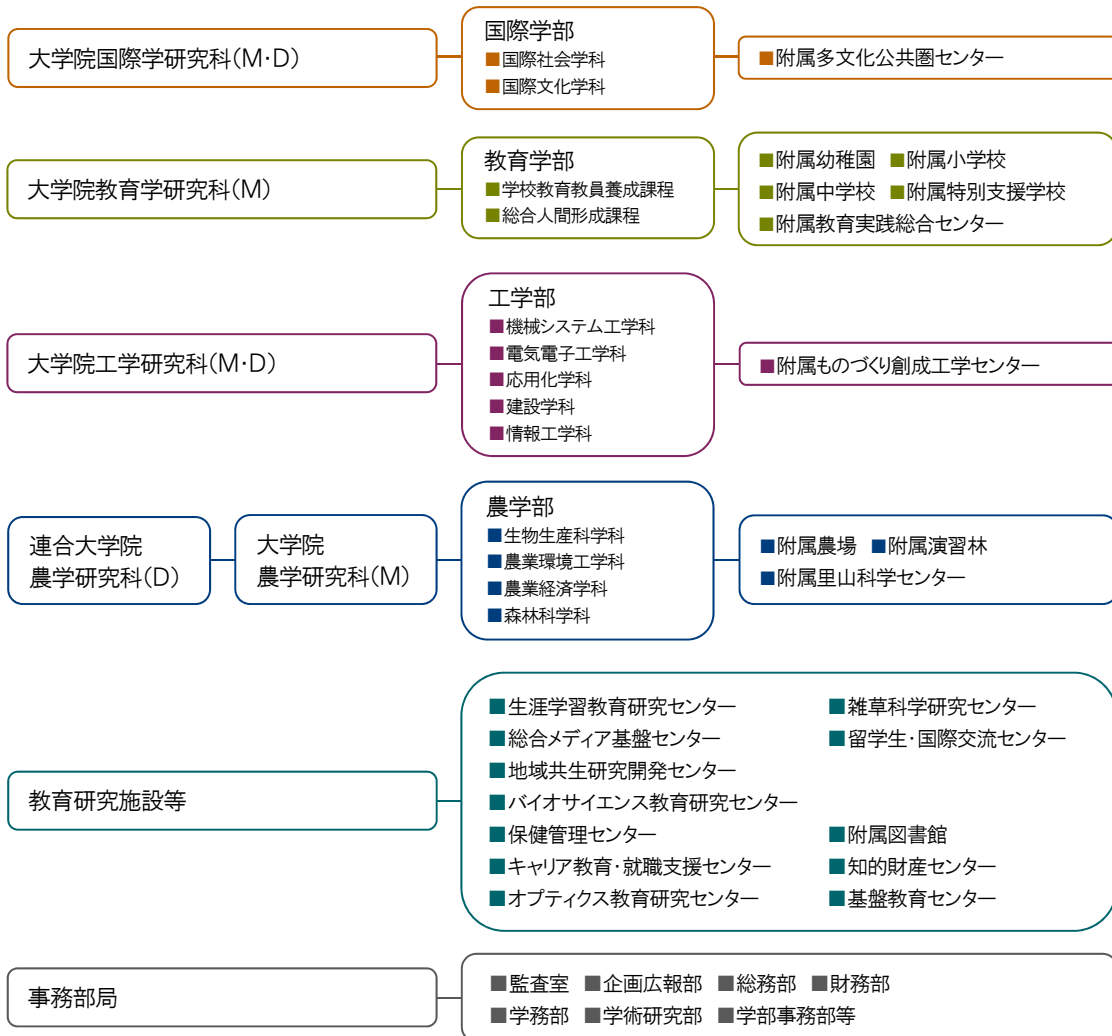 大学院国際学研究科(M・D)
国際学部
■国際社会学科
■国際文化学科
■附属多文化公共圏センター
大学院教育学研究科(M)
教育学部
■学校教育教員養成課程
■総合人間形成課程
■附属幼稚園 ■附属小学校
■附属中学校 ■附属特別支援学校
■附属教育実践総合センター
大学院工学研究科(M・D)
工学部
■機械システム工学科
■電気電子工学科
■応用化学科
■建設学科
■情報工学科
■附属ものづくり創成工学センター
連合大学院
農学研究科(D)
大学院
農学研究科(M)
農学部
■生物生産科学科
■農業環境工学科
■農業経済学科
■森林科学科
■附属農場 ■附属演習林
■附属里山科学センター
教育研究施設等
■生涯学習教育研究センター ■雑草科学研究センター
■総合メディア基盤センター ■留学生・国際交流センター
■地域共生研究開発センター
■バイオサイエンス教育研究センター
■保健管理センター ■附属図書館
■キャリア教育・就職支援センター ■知的財産センター
■オプティクス教育研究センター ■基盤教育センター
事務部局
■監査室 ■企画広報部 ■総務部 ■財務部
■学務部 ■学術研究部 ■学部事務部等